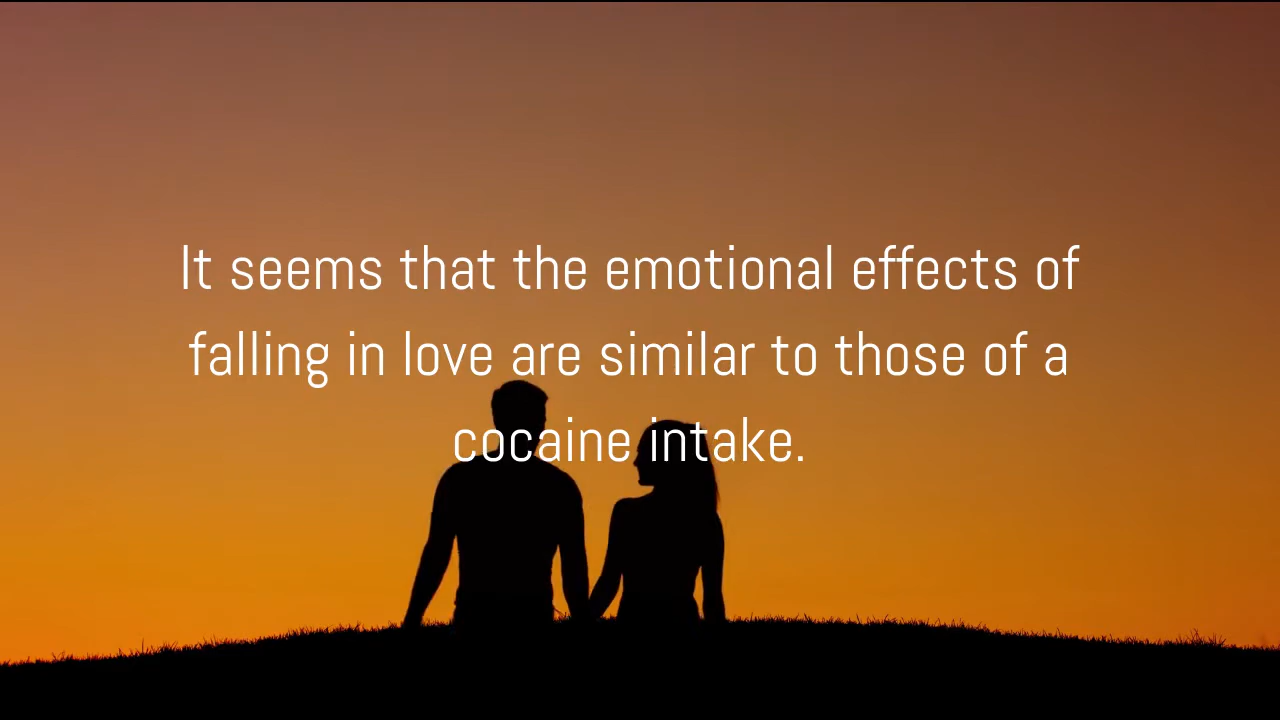 It seems that the emotional effects of
falling in love are similar to those of a
cocaine intake.